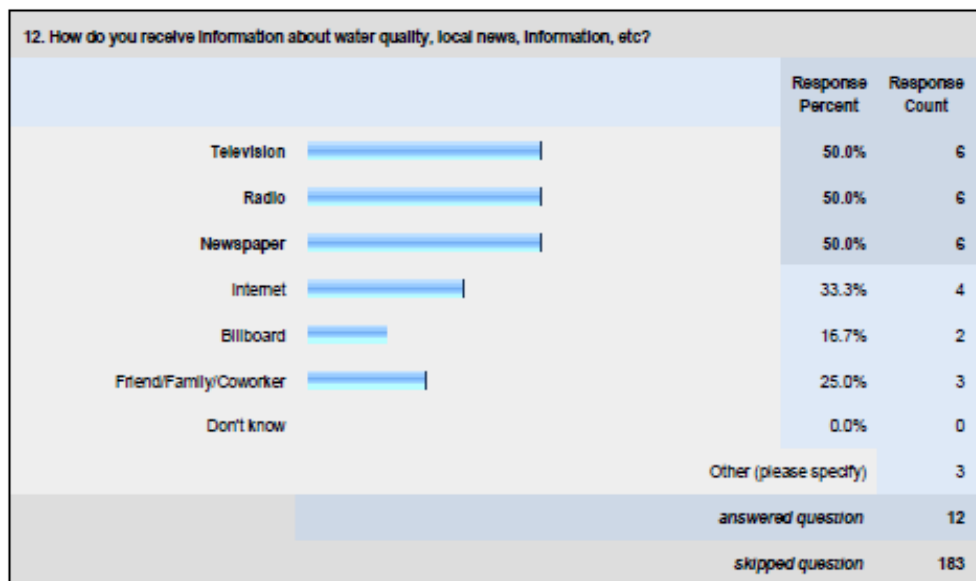 12. How do you receive information about water quality, local news, information, etc?
Response Percent Response Count
Television 50.0% 6
Radio 50.0% 6
Newspaper 50.0% 6
Internet 33.3% 4
Billboard 16.7% 2
Friend/Family/Coworker 25.0% 3
Don't know 0.0% 0
Other (please specify) 3
answered question 12
skipped question 183